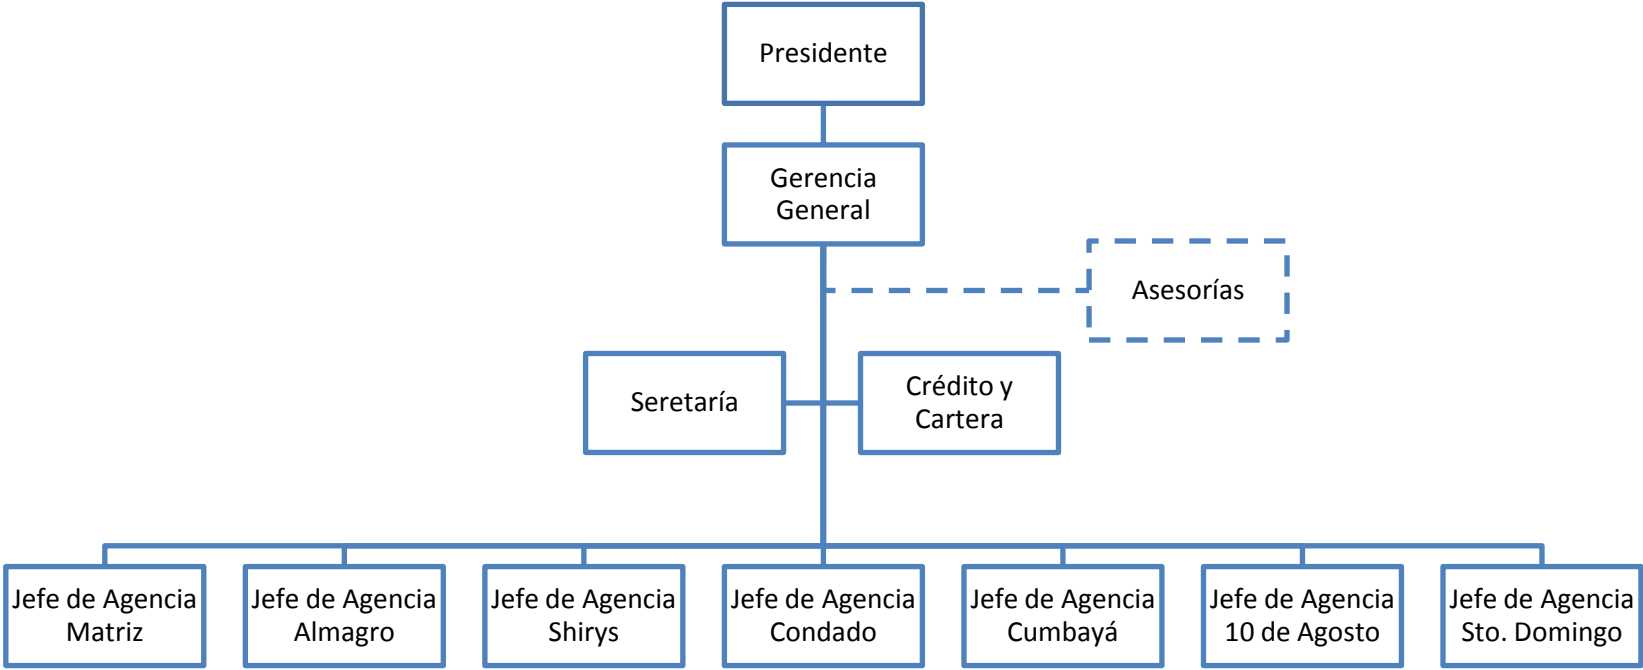 Presidente
Gerencia
General
Asesorías
Seretaría
Crédito y
Cartera
Jefe de Agencia
Matriz
Jefe de Agencia
Almagro
Jefe de Agencia
Shirys
Jefe de Agencia
Condado
Jefe de Agencia
Cumbayá
Jefe de Agencia
10 de Agosto
Jefe de Agencia
Sto. Domingo